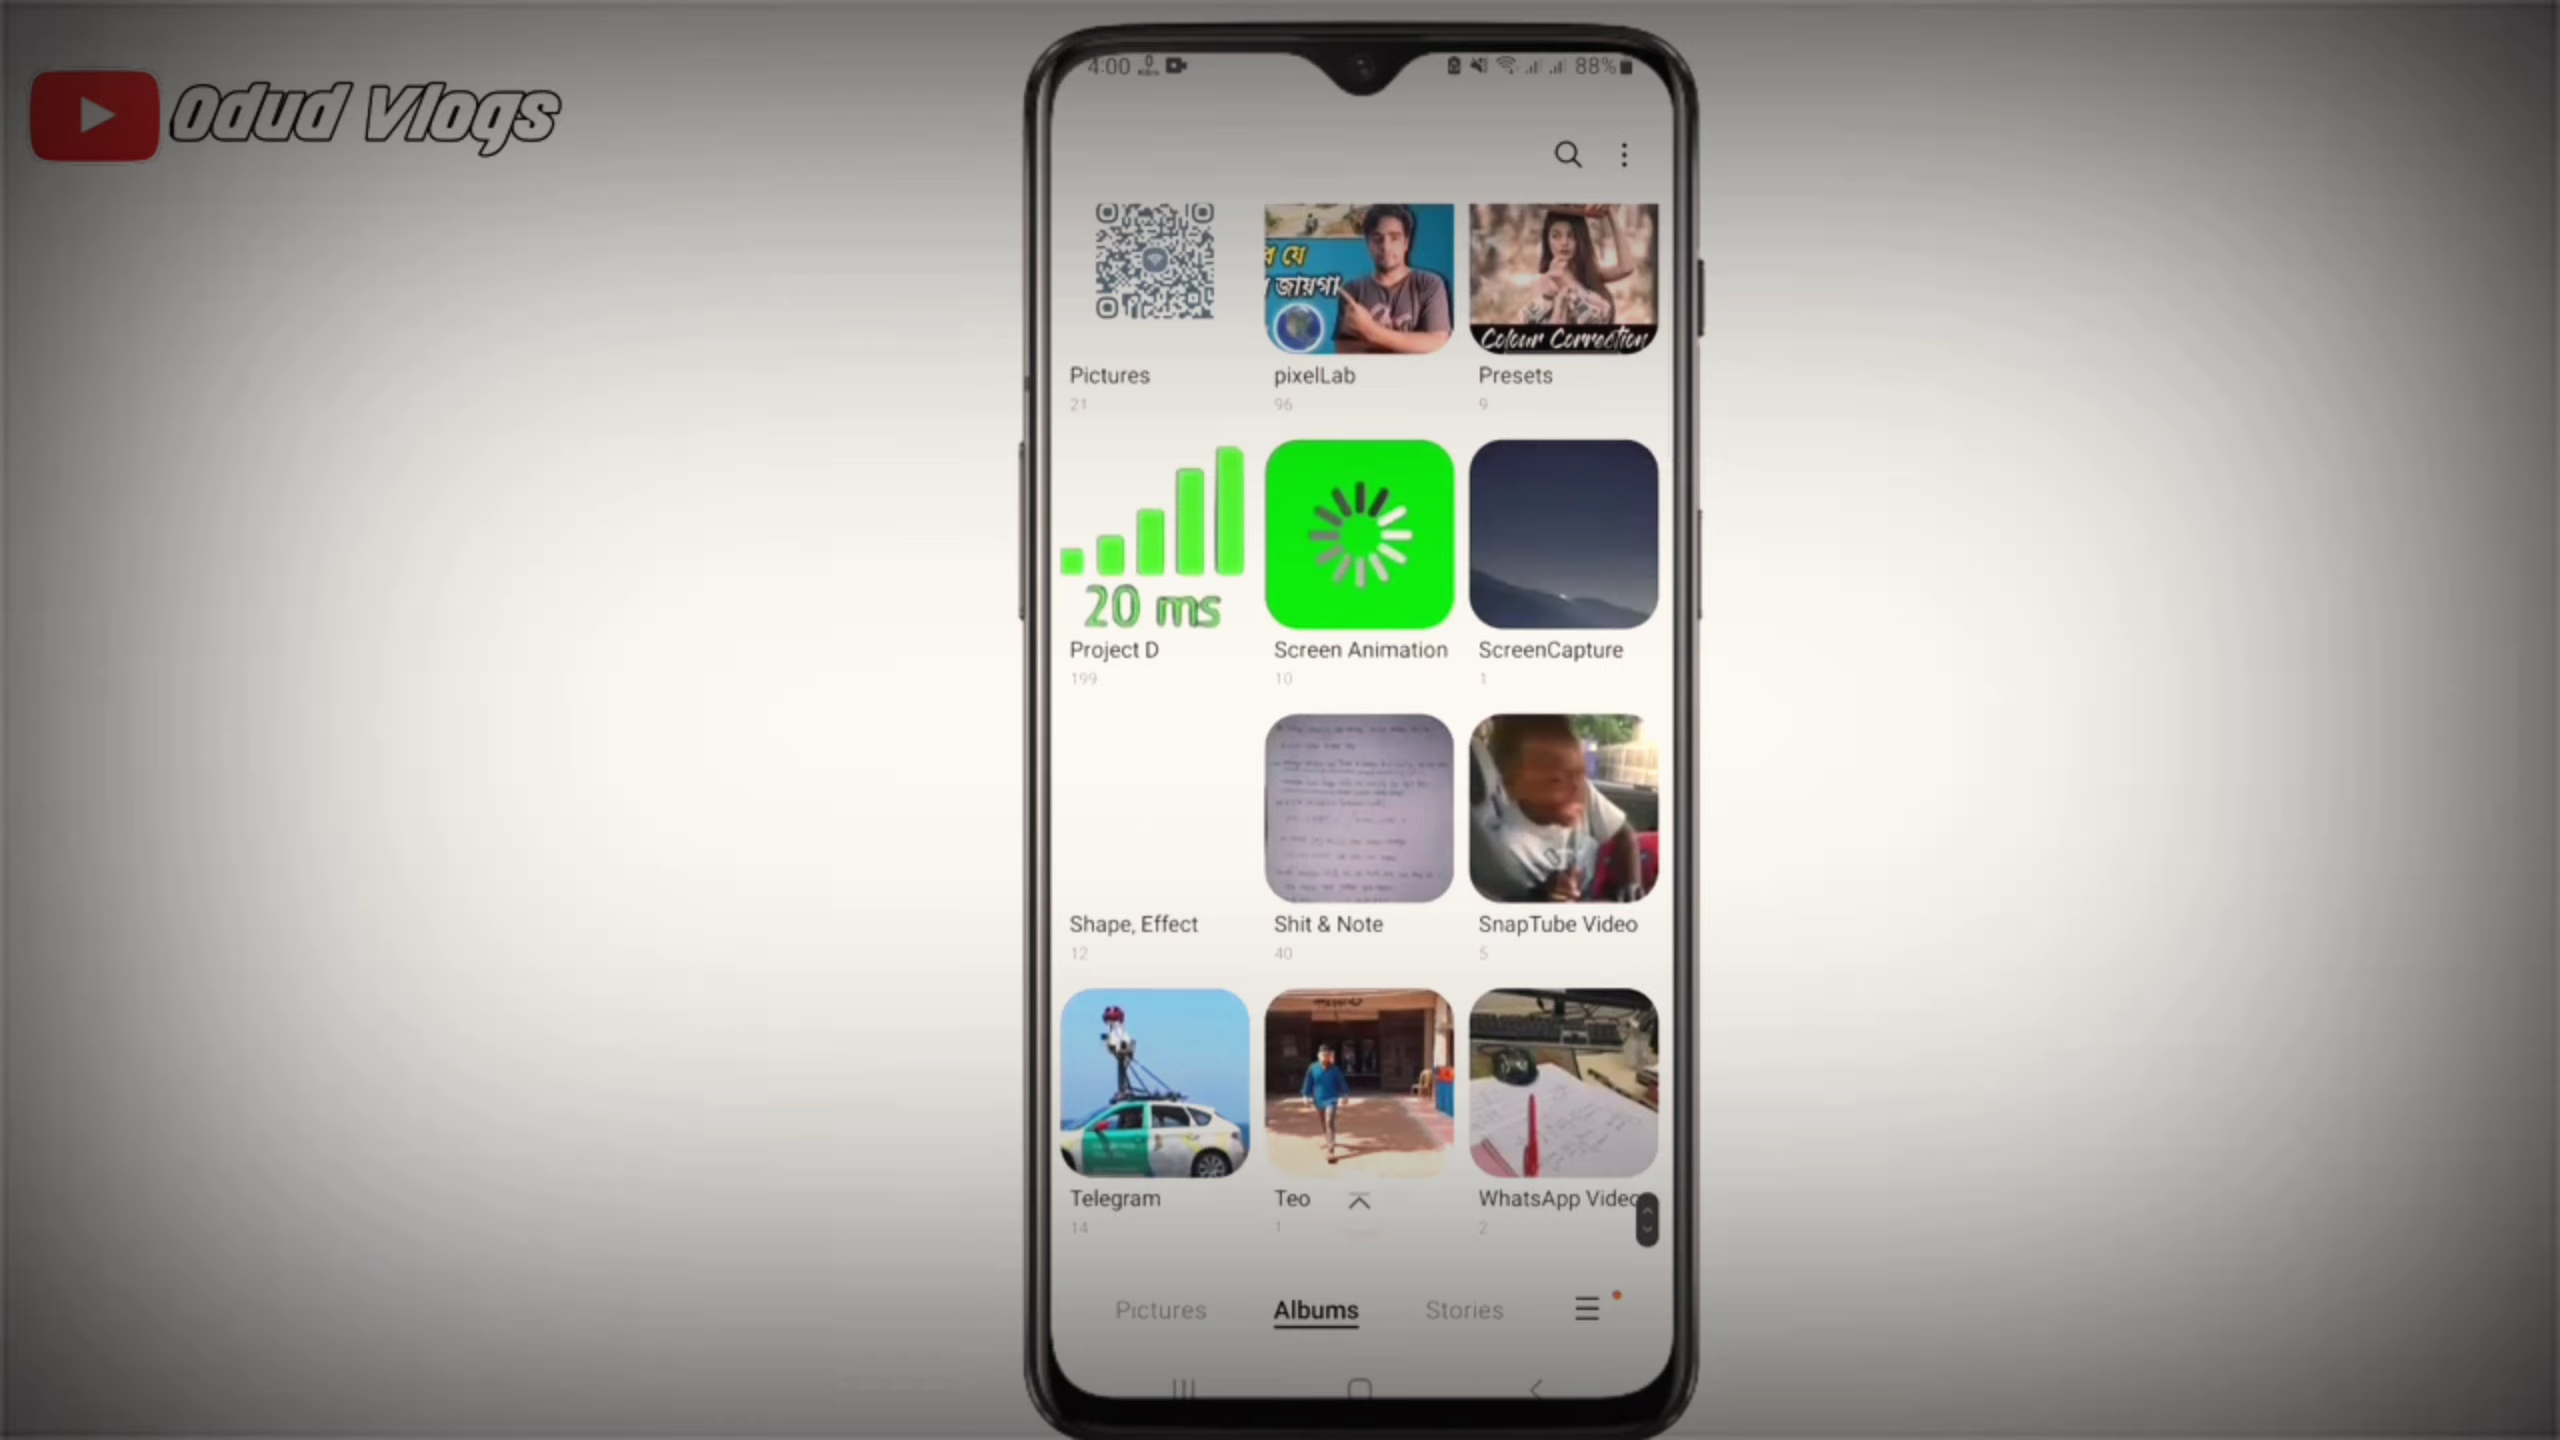 Odud Vlogs
4:00
88%
র যে
জায়গা
Colour Correction
Pictures
pixelLab
Presets
21
96
9
20 ms
Project D
Screen Animation
ScreenCapture
199
10
1
Shape, Effect
Shit & Note
SnapTube Video
12
40
5
Telegram
Teo
WhatsApp Video
14
1
2
Pictures
Albums
Stories